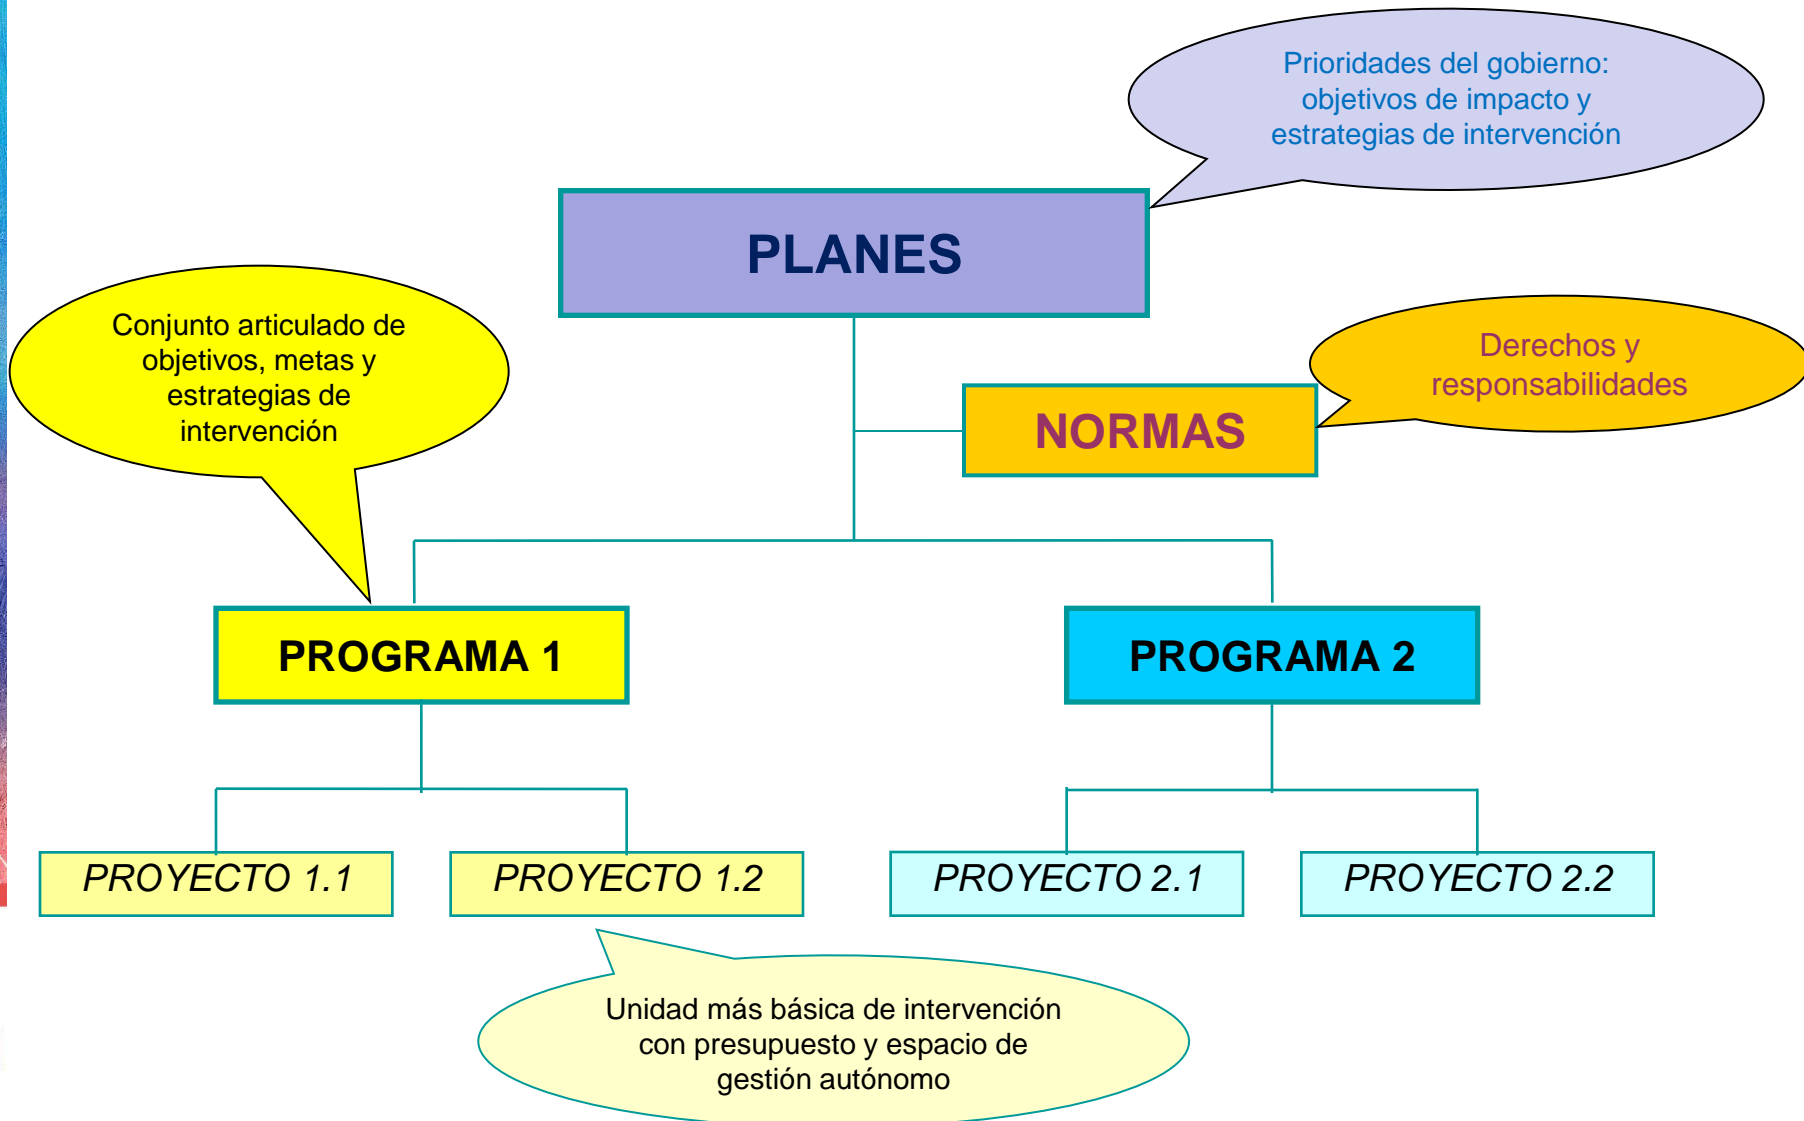 Prioridades del gobierno:
objetivos de impacto y
estrategias de intervención
PLANES
Conjunto articulado de
objetivos, metas y
estrategias de
intervención
Derechos y
responsabilidades
NORMAS
PROGRAMA 1
PROGRAMA 2
PROYECTO 1.1
PROYECTO 1.2
PROYECTO 2.1
PROYECTO 2.2
Unidad más básica de intervención
con presupuesto y espacio de
gestión autónomo